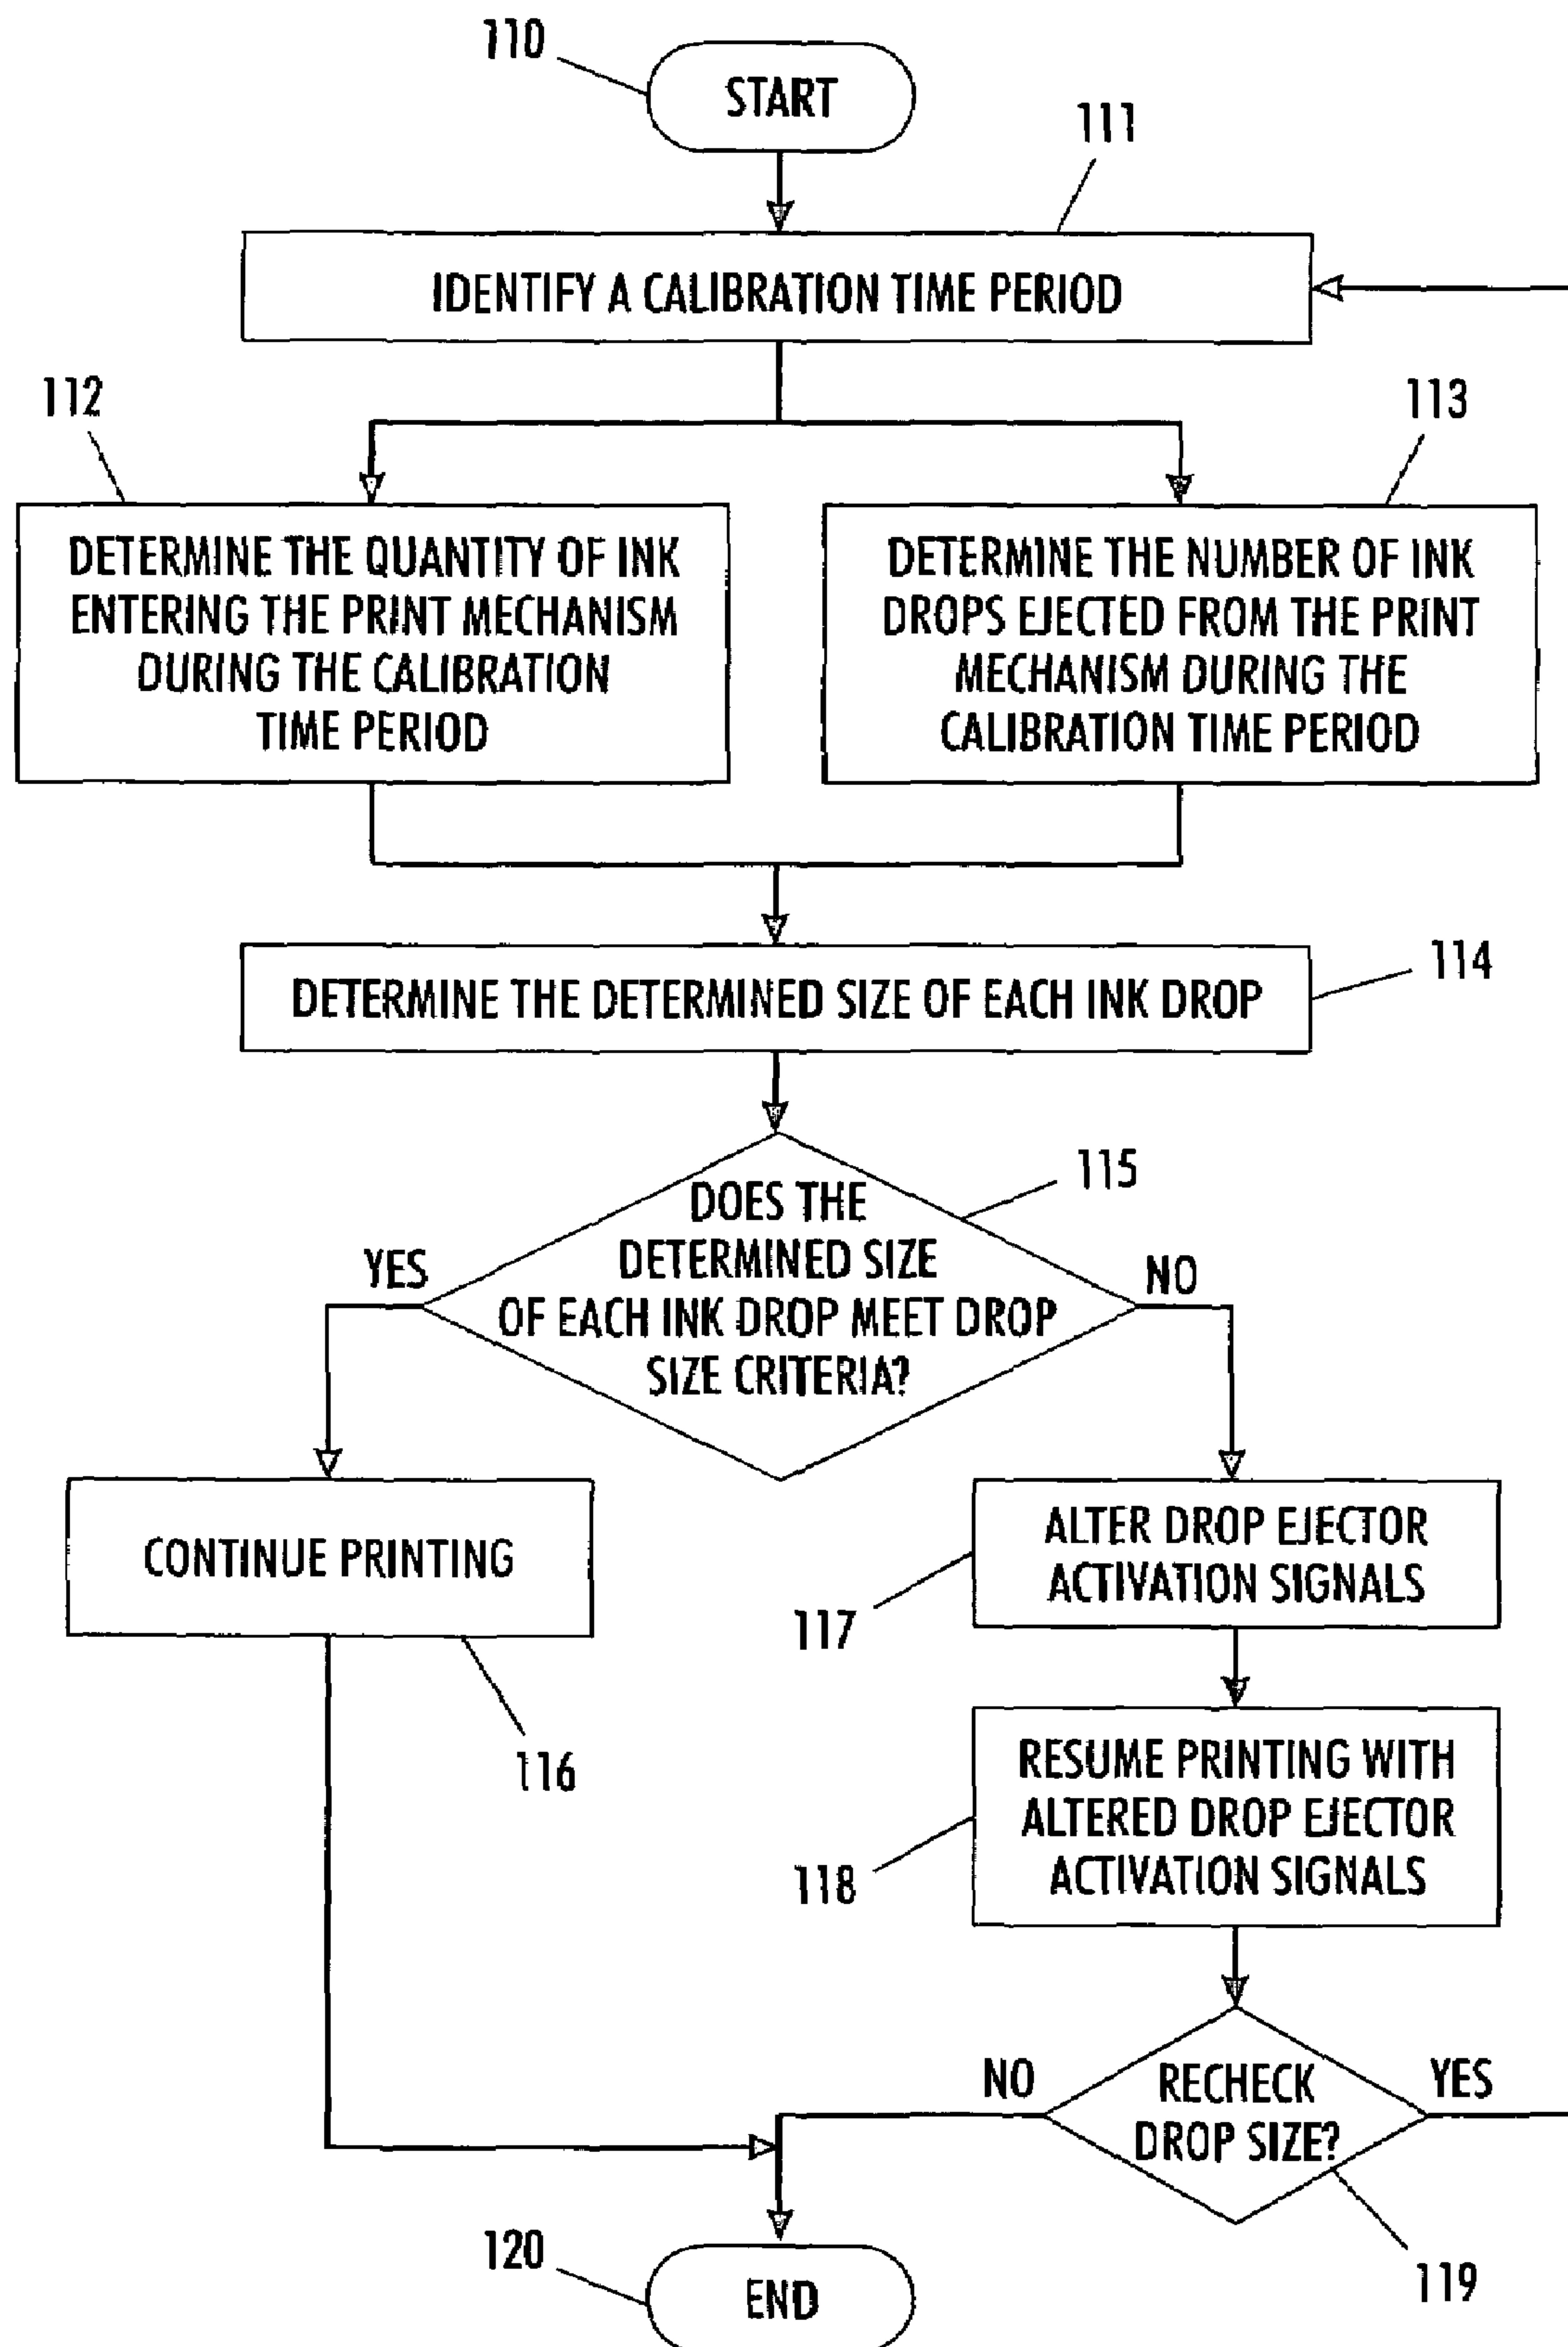 110
START
111
IDENTIFY A CALIBRATION TIME PERIOD
112
113
DETERMINE THE QUANTITY OF INK
ENTERING THE PRINT MECHANISM
DURING THE CALIBRATION
TIME PERIOD
DETERMINE THE NUMBER OF INK
DROPS EJECTED FROM THE PRINT
MECHANISM DURING THE
CALIBRATION TIME PERIOD
114
DETERMINE THE DETERMINED SIZE OF EACH INK DROP
115
DOES THE
DETERMINED SIZE
OF EACH INK DROP MEET DROP
SIZE CRITERIA?
YES
NO
CONTINUE PRINTING
116
ALTER DROP EJECTOR
ACTIVATION SIGNALS
117
RESUME PRINTING WITH
ALTERED DROP EJECTOR
ACTIVATION SIGNALS
118
NO
RECHECK
DROP SIZE?
YES
119
120
END